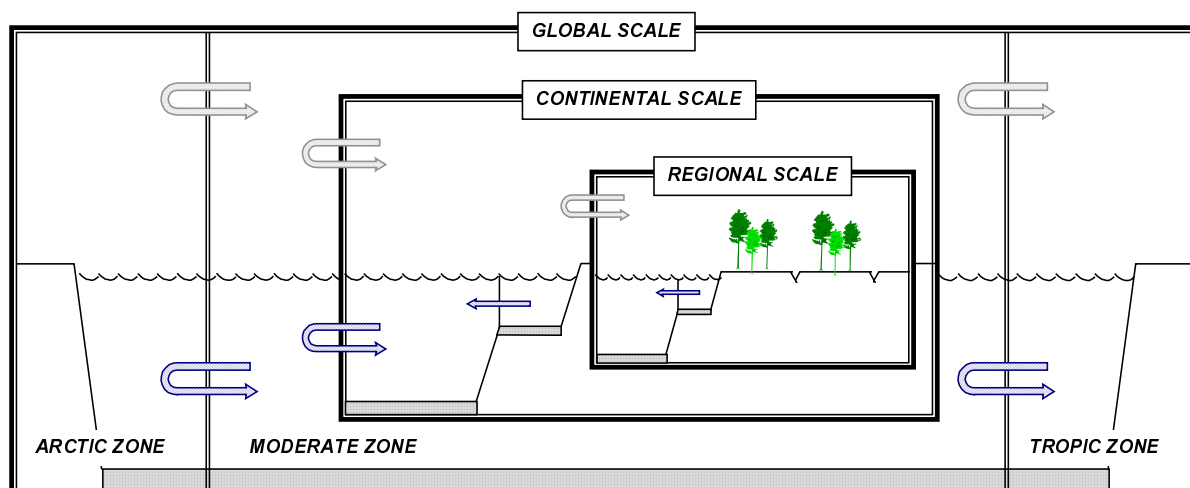 GLOBAL SCALE
CONTINENTAL SCALE
REGIONAL SCALE
ARCTIC ZONE
MODERATE ZONE
TROPIC ZONE